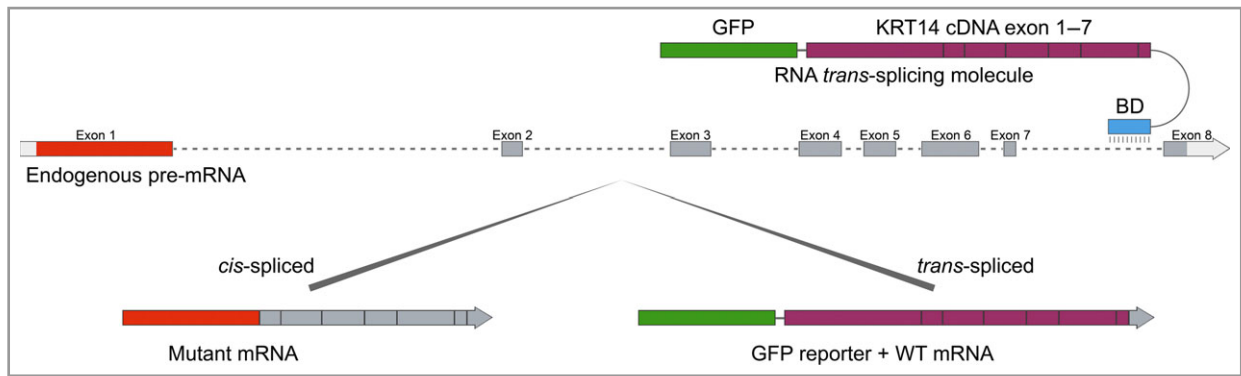 GFP
KRT14 cDNA exon 1–7
RNA trans-splicing molecule
BD
Exon 1
Exon 2
Exon 3
Exon 4
Exon 5
Exon 6
Exon 7
Exon 8
Endogenous pre-mRNA
cis-spliced
trans-spliced
Mutant mRNA
GFP reporter + WT mRNA